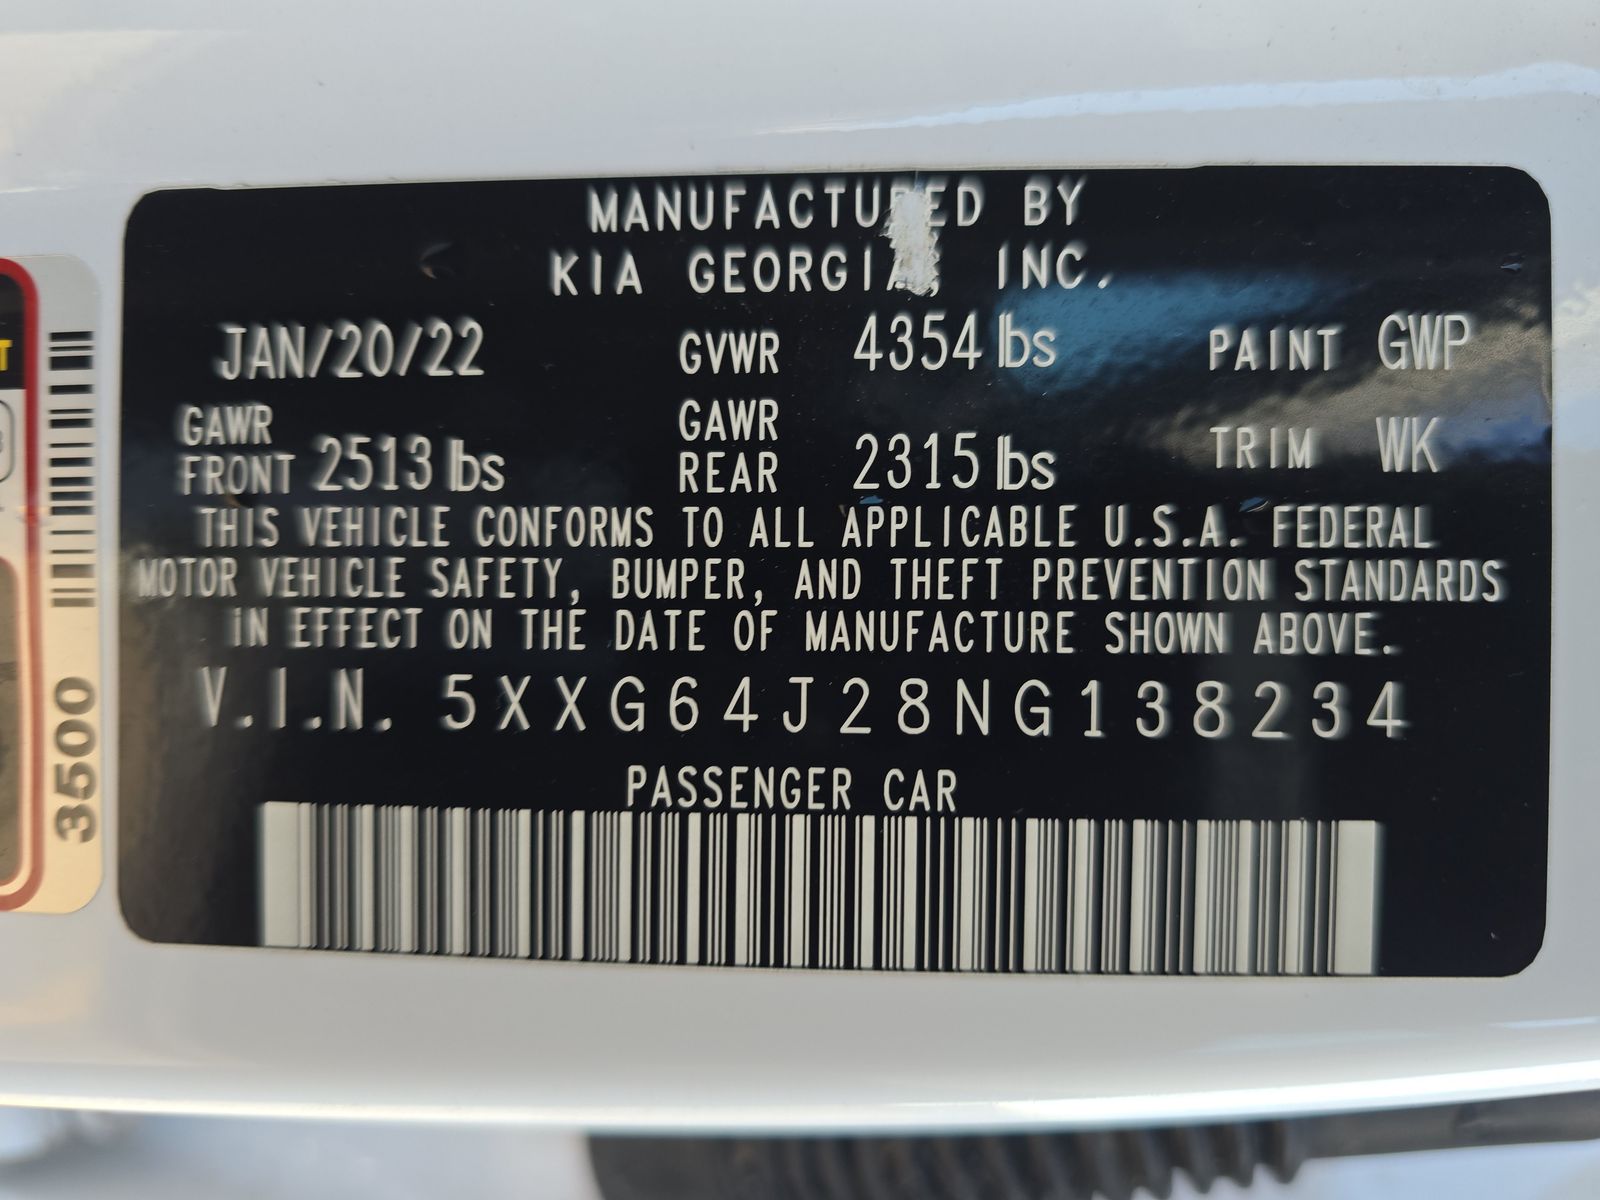 MANUFACTURED BY
KIA GEORGIA, INC.
JAN/20/22 GVWR 4354 lbs PAINT GWP
GAWR FRONT 2513 lbs GAWR REAR 2315 lbs TRIM WK
THIS VEHICLE CONFORMS TO ALL APPLICABLE U.S.A. FEDERAL
MOTOR VEHICLE SAFETY, BUMPER, AND THEFT PREVENTION STANDARDS
IN EFFECT ON THE DATE OF MANUFACTURE SHOWN ABOVE.
V.I.N. 5XXG64J28NG138234
PASSENGER CAR
3500